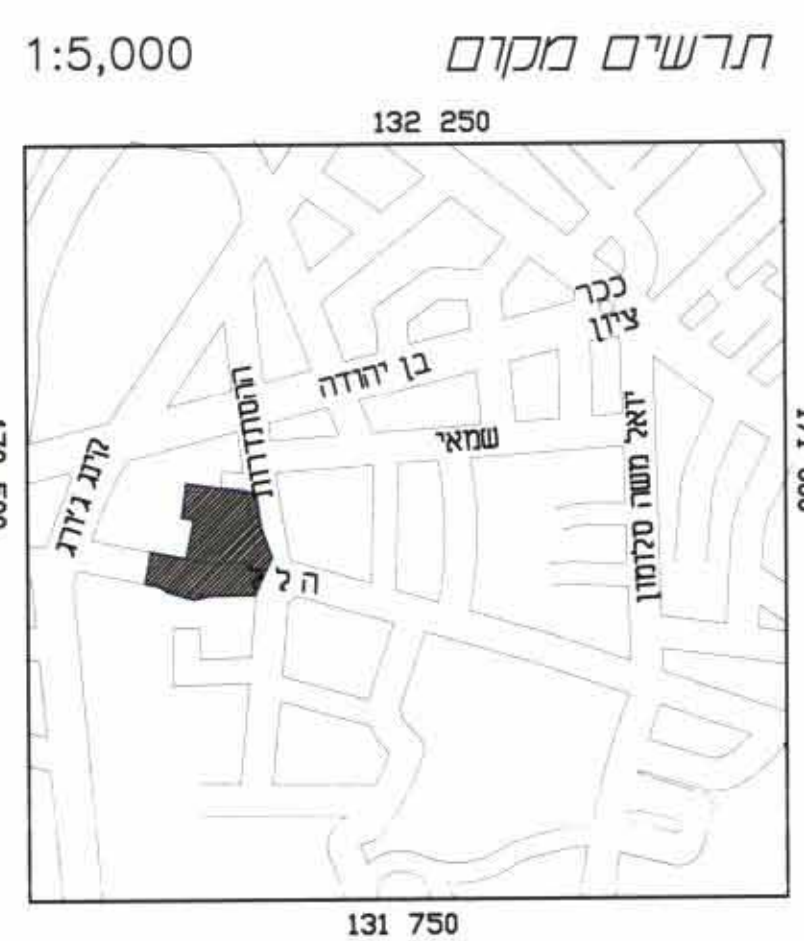 תרשים מקום
1:5,000
132 250
ככר
ציון
בן יהודה
ההסתדרות
שמאי
יואל משה סלומון
קינג ג'ורג
הלל
131 750